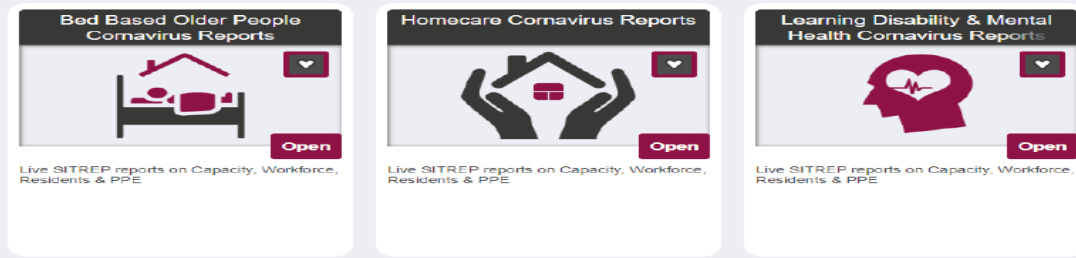 Bed Based Older People
Cornavirus Reports
Open
Live SITREP reports on Capacity, Workforce,
Residents & PPE
Homecare Cornavirus Reports
Open
Live SITREP reports on Capacity, Workforce,
Residents & PPE
Learning Disability & Mental
Health Cornavirus Reports
Open
Live SITREP reports on Capacity, Workforce,
Residents & PPE